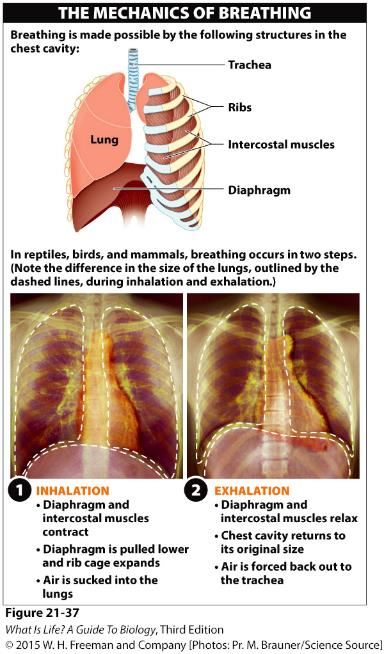 THE MECHANICS OF BREATHING
Breathing is made possible by the following structures in the
chest cavity:
Trachea
Ribs
Lung
Intercostal muscles
Diaphragm
In reptiles, birds, and mammals, breathing occurs in two steps.
(Note the difference in the size of the lungs, outlined by the
dashed lines, during inhalation and exhalation.)
1 INHALATION
• Diaphragm and
intercostal muscles
contract
• Diaphragm is pulled lower
and rib cage expands
• Air is sucked into the
lungs
2 EXHALATION
• Diaphragm and
intercostal muscles relax
• Chest cavity returns to
its original size
• Air is forced back out to
the trachea
Figure 21-37
What Is Life? A Guide To Biology, Third Edition
© 2015 W. H. Freeman and Company [Photos: Pr. M. Brauner/Science Source]